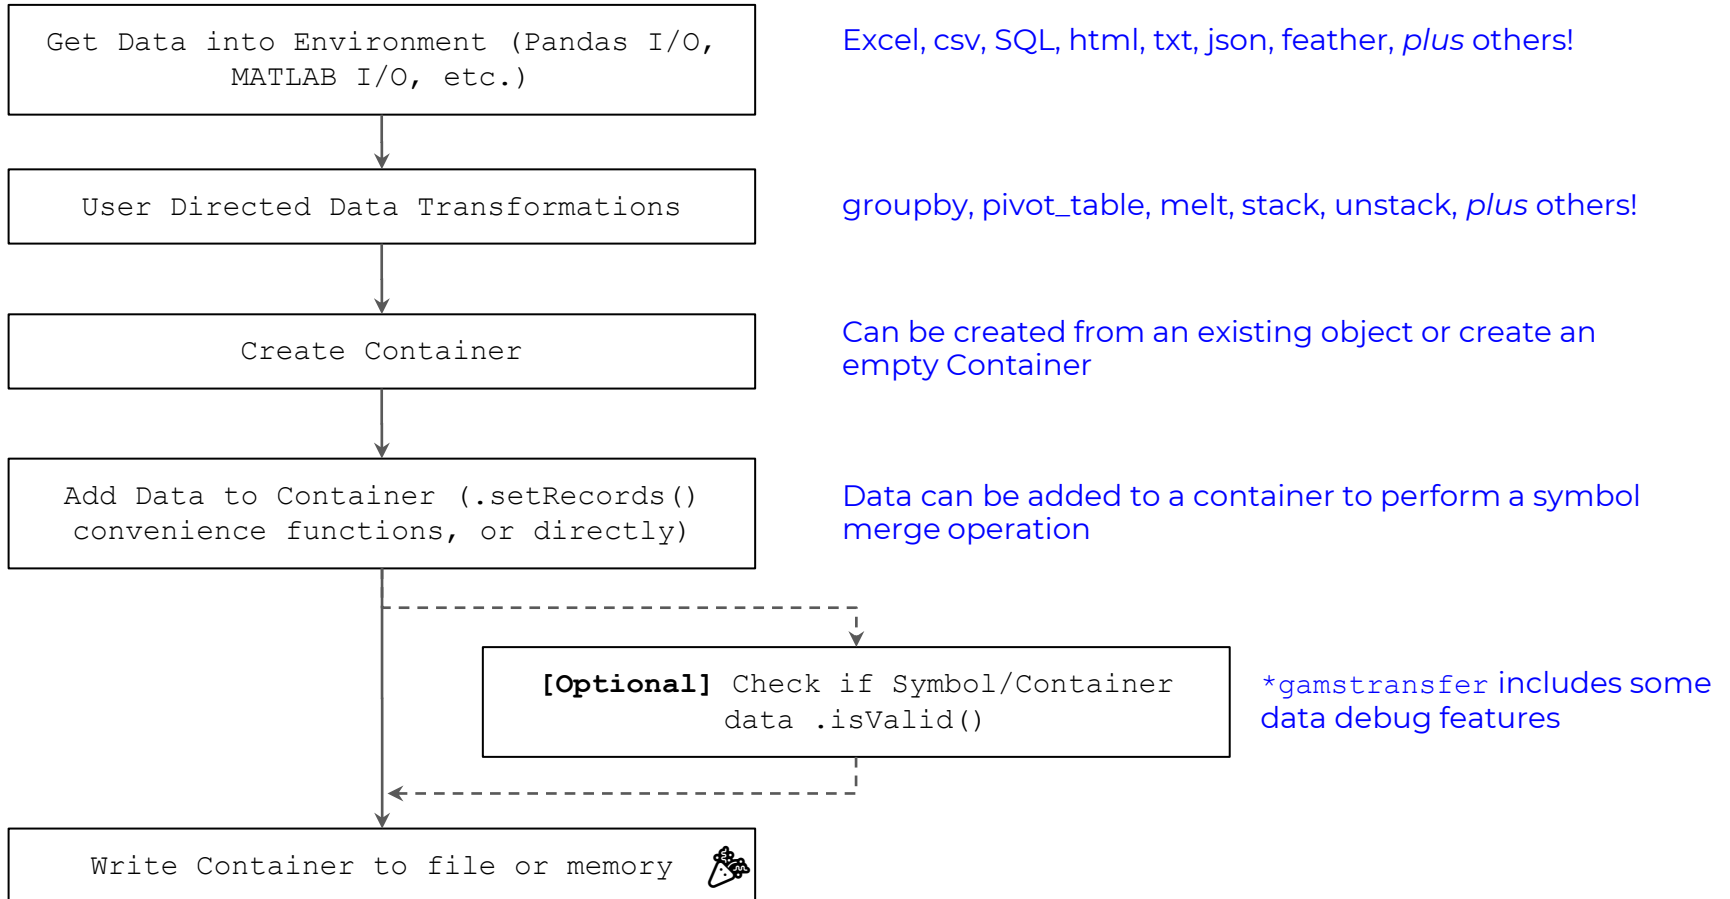 Get Data into Environment (Pandas I/O,
MATLAB I/O, etc.)
Excel, csv, SQL, html, txt, json, feather, plus others!
User Directed Data Transformations
groupby, pivot_table, melt, stack, unstack, plus others!
Create Container
Can be created from an existing object or create an
empty Container
Add Data to Container (.setRecords()
convenience functions, or directly)
Data can be added to a container to perform a symbol
merge operation
[Optional] Check if Symbol/Container
data .isValid()
*gamstransfer includes some
data debug features
Write Container to file or memory